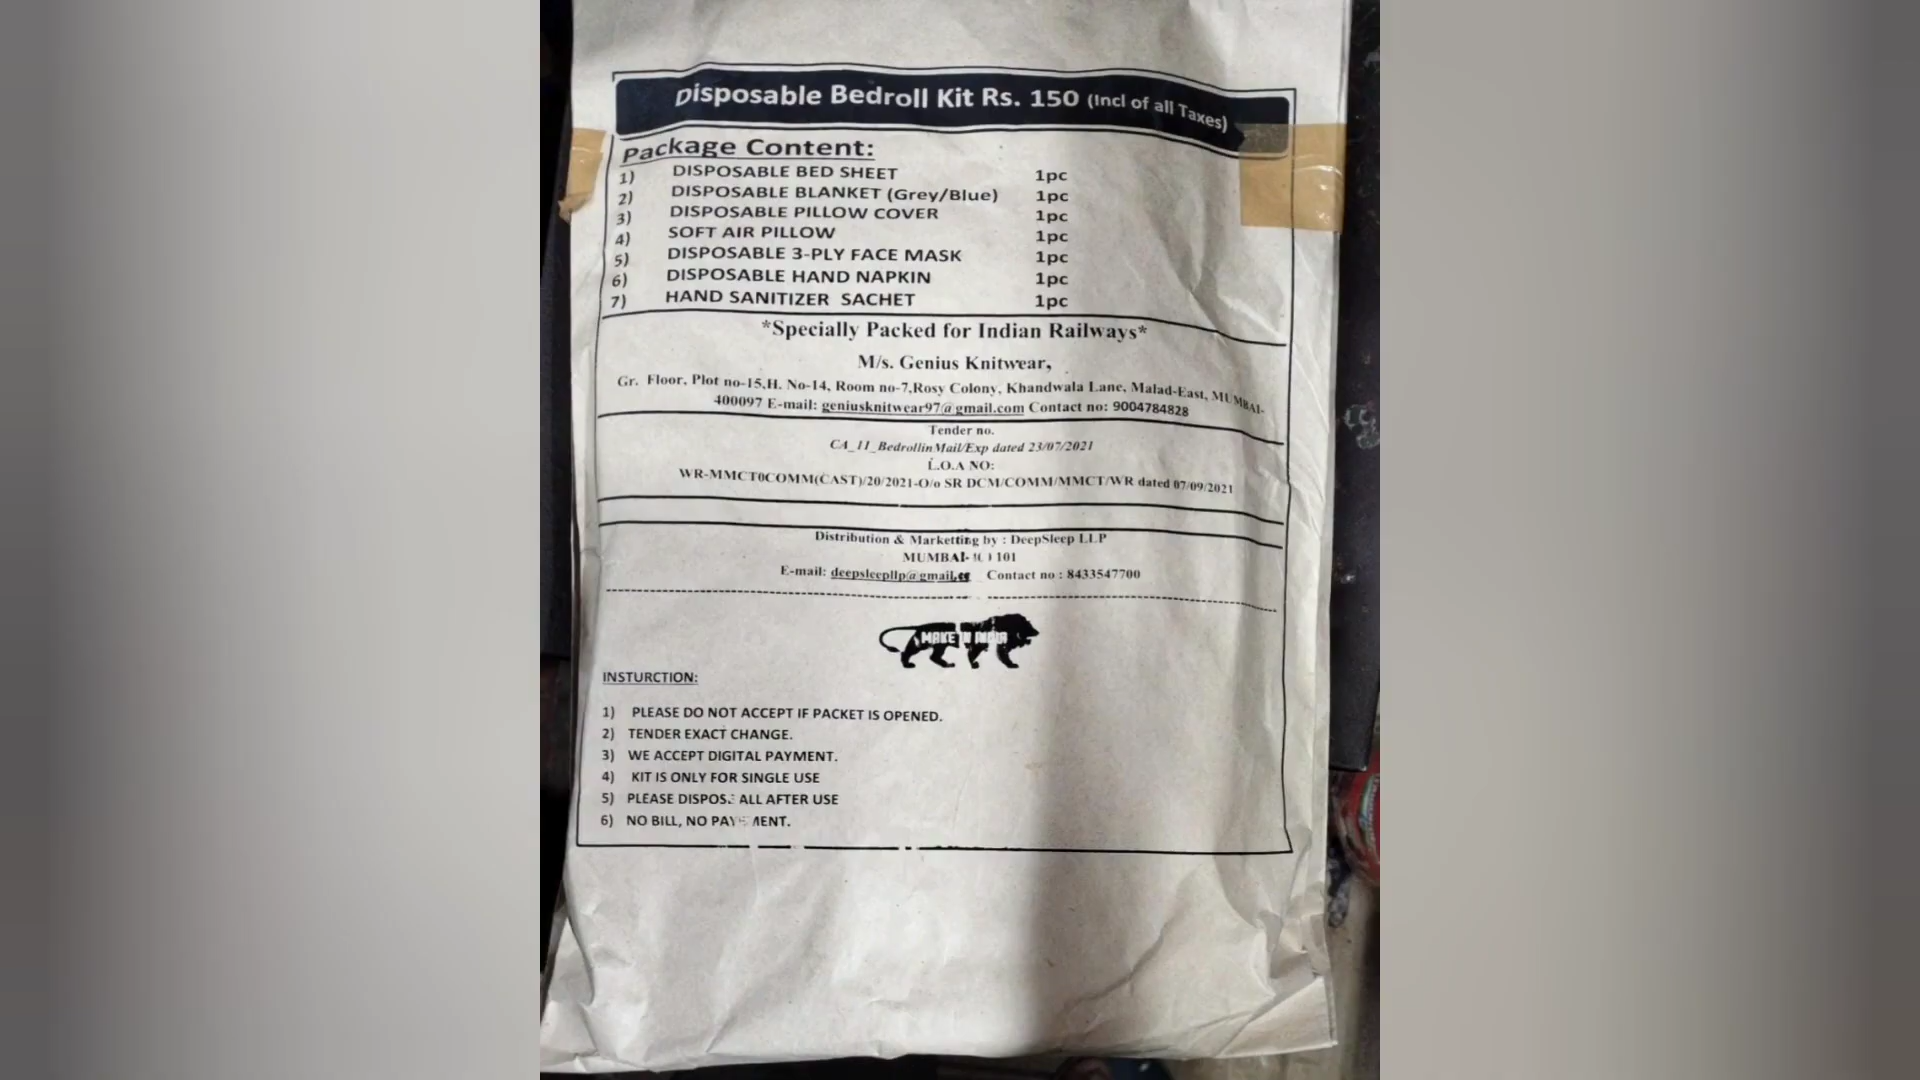 Disposable Bedroll Kit Rs. 150 (Incl of all Taxes)
Package Content:
1) DISPOSABLE BED SHEET 1pc
2) DISPOSABLE BLANKET (Grey/Blue) 1pc
3) DISPOSABLE PILLOW COVER 1pc
4) SOFT AIR PILLOW 1pc
5) DISPOSABLE 3-PLY FACE MASK 1pc
6) DISPOSABLE HAND NAPKIN 1pc
7) HAND SANITIZER SACHET 1pc
*Specially Packed for Indian Railways*
M/s. Genius Knitwear,
Gr. Floor, Plot no-15,H. No-14, Room no-7,Rosy Colony, Khandwala Lane, Malad-East, MUMBAI-
400097 E-mail: geniusknitwear97@gmail.com Contact no: 9004784828
Tender no.
CA_11_BedrollinMail/Exp dated 23/07/2021
L.O.A NO:
WR-MMCT0COMM(CAST)/20/2021-O/o SR DCM/COMM/MMCT/WR dated 07/09/2021
Distribution & Marketting by : DeepSleep LLP
MUMBAI-
E-mail: Contact no : 8433547700
MAKE IN INDIA
INSTURCTION:
1) PLEASE DO NOT ACCEPT IF PACKET IS OPENED.
2) TENDER EXACT CHANGE.
3) WE ACCEPT DIGITAL PAYMENT.
4) KIT IS ONLY FOR SINGLE USE
5) PLEASE DISPOSE ALL AFTER USE
6) NO BILL, NO PAYMENT.